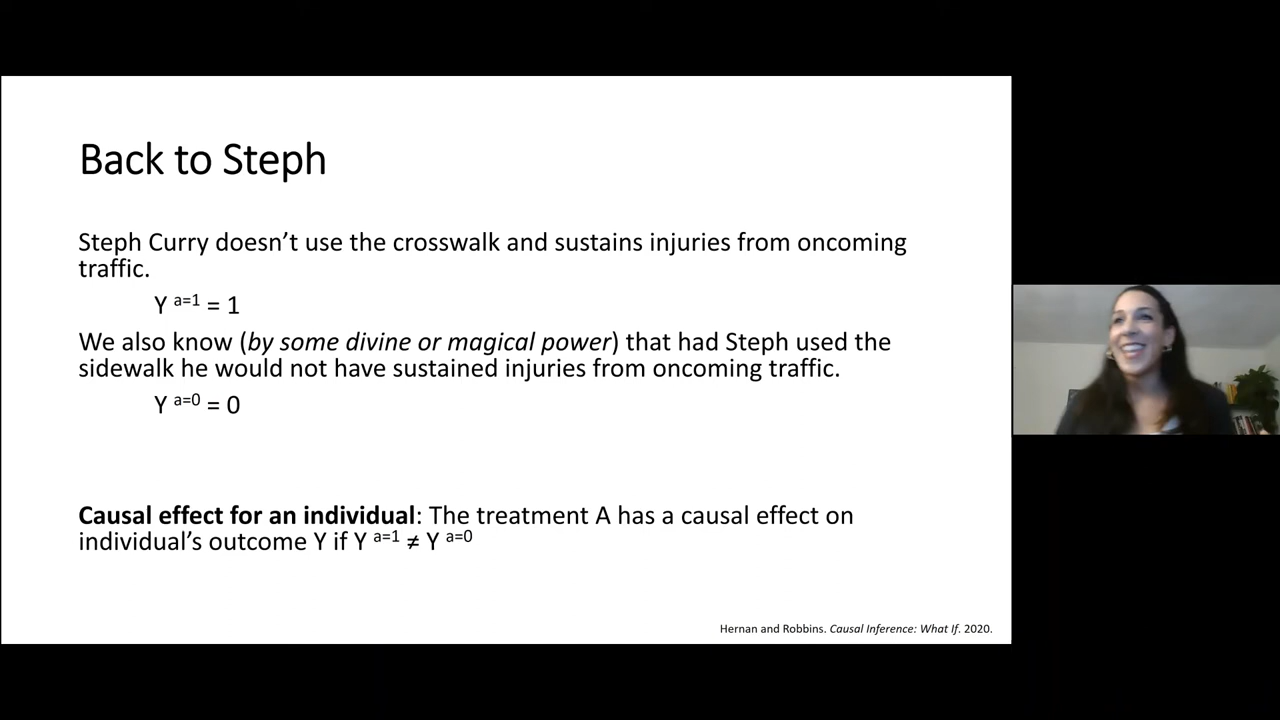 Back to Steph
Steph Curry doesn’t use the crosswalk and sustains injuries from oncoming
traffic.
Y a=1 = 1
We also know (by some divine or magical power) that had Steph used the
sidewalk he would not have sustained injuries from oncoming traffic.
Y a=0 = 0
Causal effect for an individual: The treatment A has a causal effect on
individual’s outcome Y if Y a=1 ≠ Y a=0
Hernan and Robbins. Causal Inference: What If. 2020.